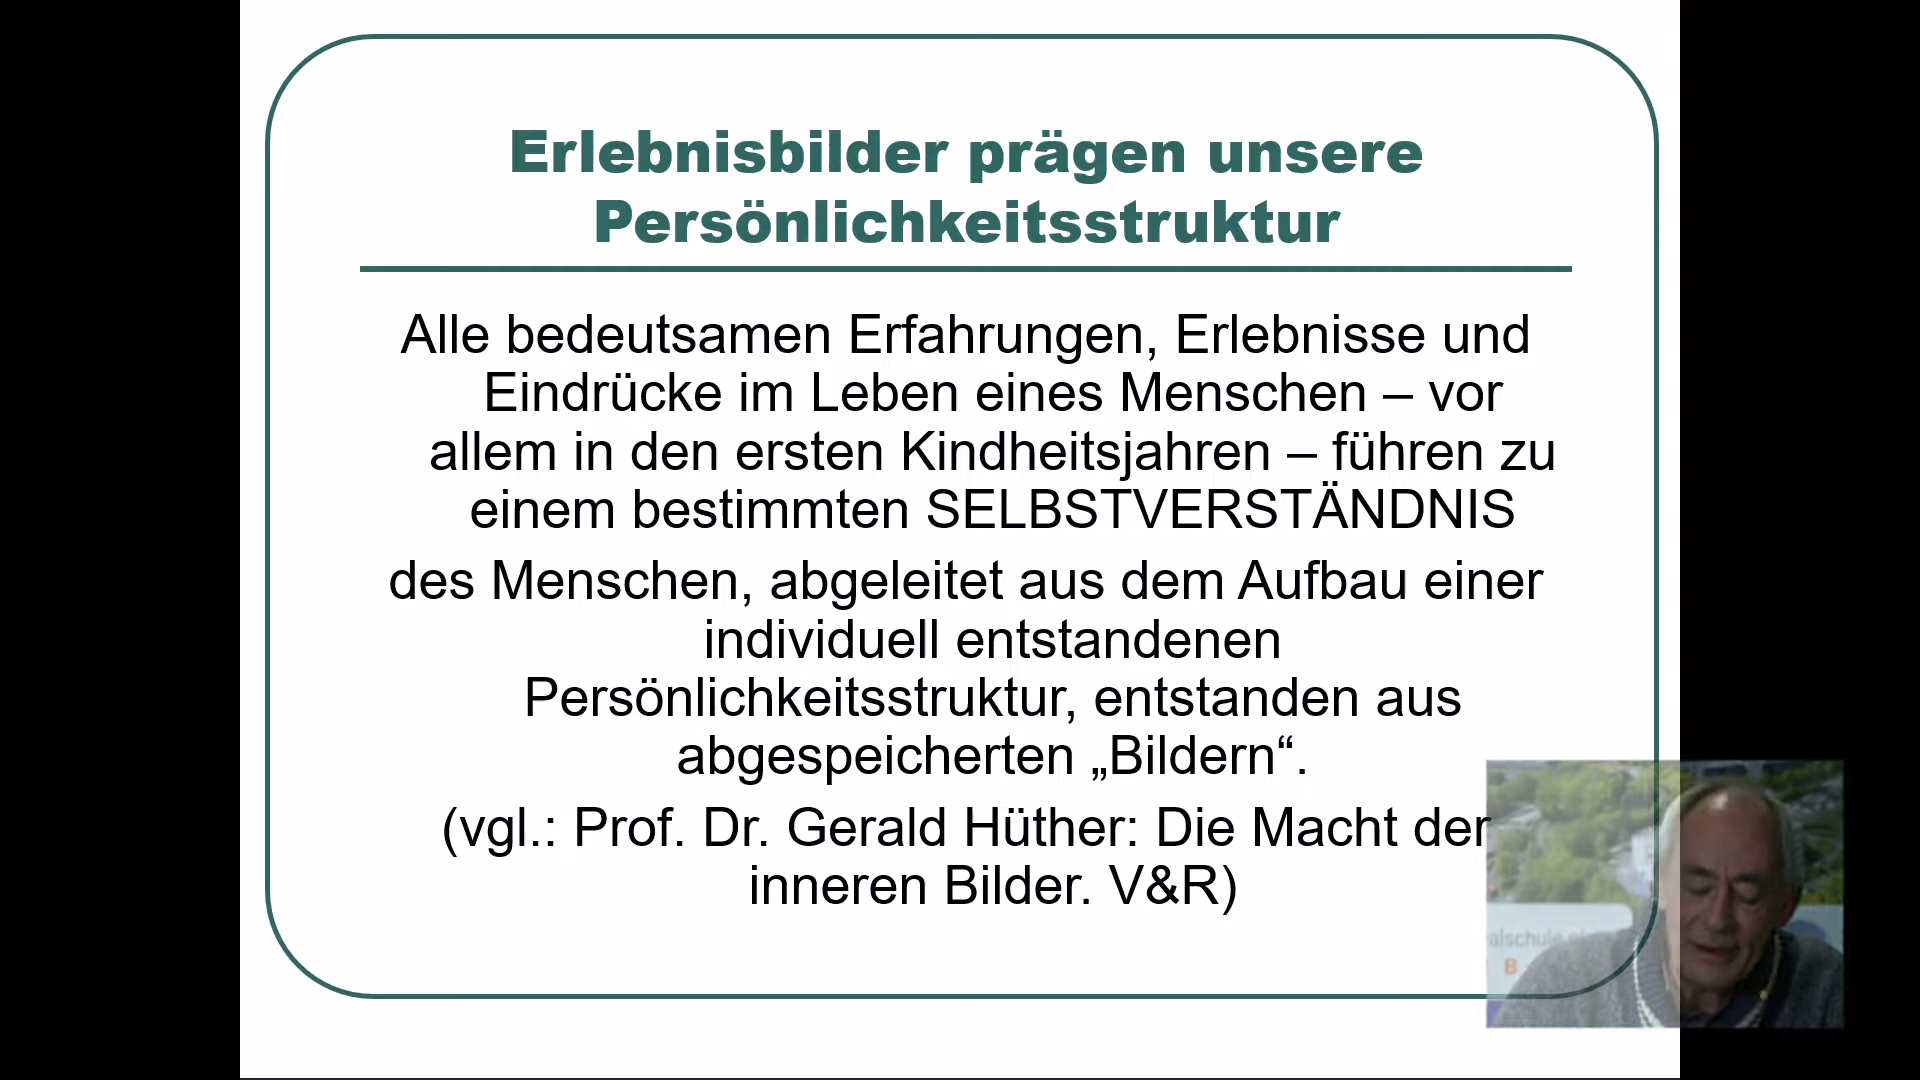 Erlebnisbilder prägen unsere
Persönlichkeitsstruktur
Alle bedeutsamen Erfahrungen, Erlebnisse und
Eindrücke im Leben eines Menschen – vor
allem in den ersten Kindheitsjahren – führen zu
einem bestimmten SELBSTVERSTÄNDNIS
des Menschen, abgeleitet aus dem Aufbau einer
individuell entstandenen
Persönlichkeitsstruktur, entstanden aus
abgespeicherten „Bildern“.
(vgl.: Prof. Dr. Gerald Hüther: Die Macht der
inneren Bilder. V&R)